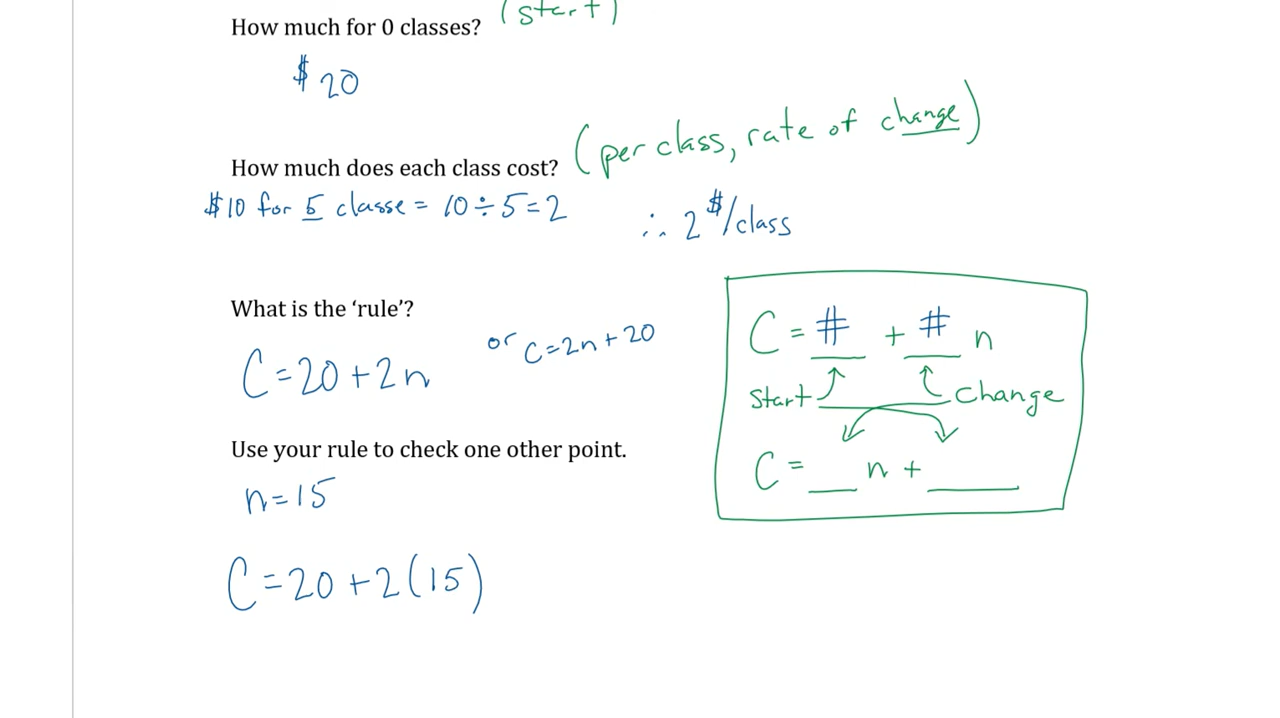 (start)
How much for 0 classes?
$ 20
(per class, rate of change)
How much does each class cost?
$10 for 5 classe = 10 ÷ 5 = 2
∴ 2 $/class
What is the ‘rule’?
C = 20 + 2n
or C = 2n + 20
C = # + # n
Start change
C = __ n + ____
Use your rule to check one other point.
n = 15
C = 20 + 2(15)